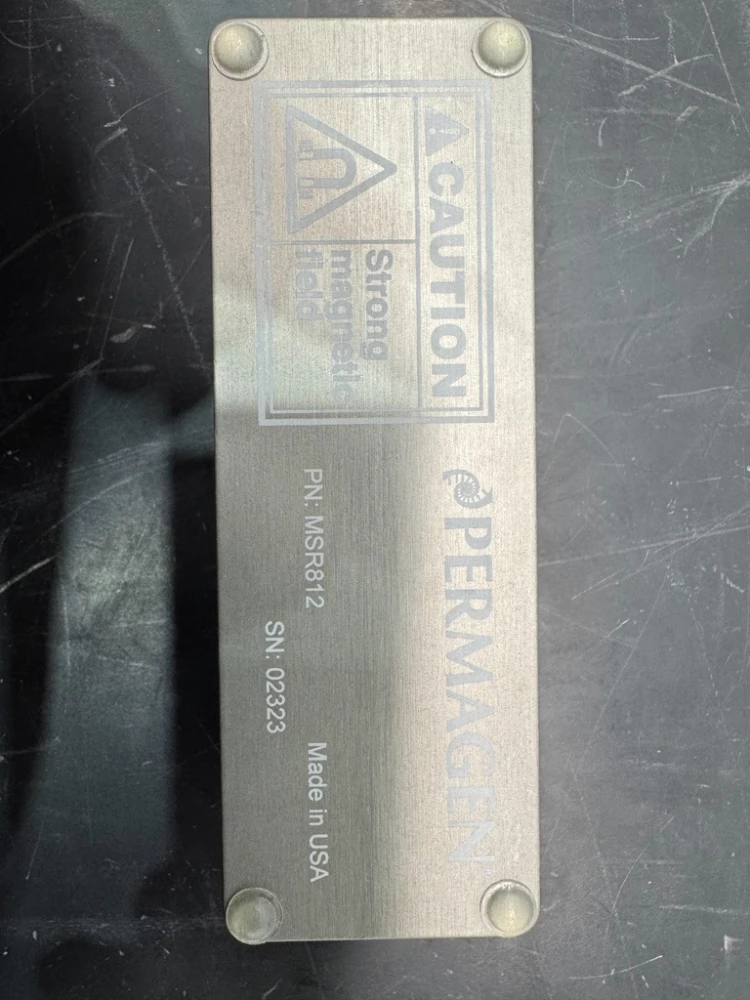 CAUTION
Strong
magnetic
field
PERMAGEN
PN: MSR812
Made in USA
SN: 02323